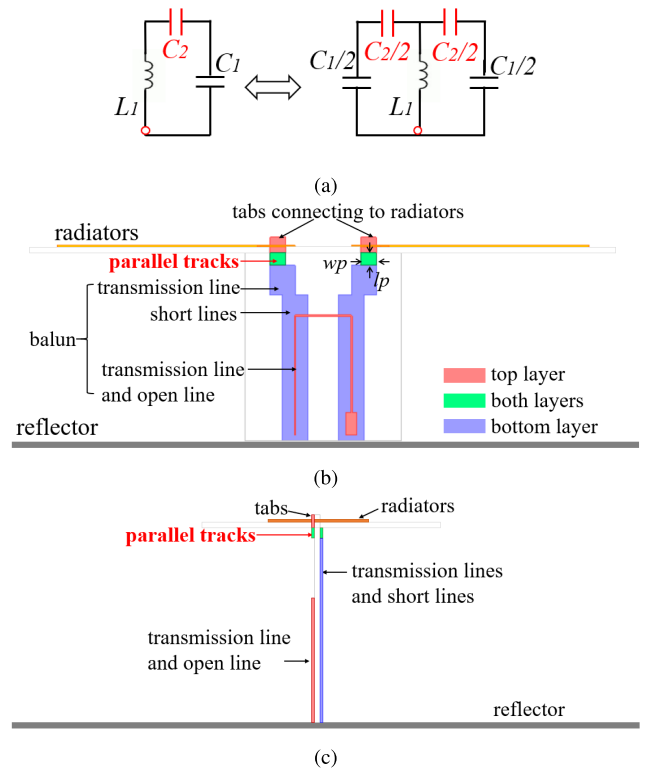 C2
C1
L1
C2/2
C2/2
C1/2
C1/2
L1
(a)
tabs connecting to radiators
radiators
parallel tracks
wp
lp
transmission line
short lines
balun
transmission line
and open line
top layer
both layers
bottom layer
reflector
(b)
tabs
radiators
parallel tracks
transmission lines
and short lines
transmission line
and open line
reflector
(c)